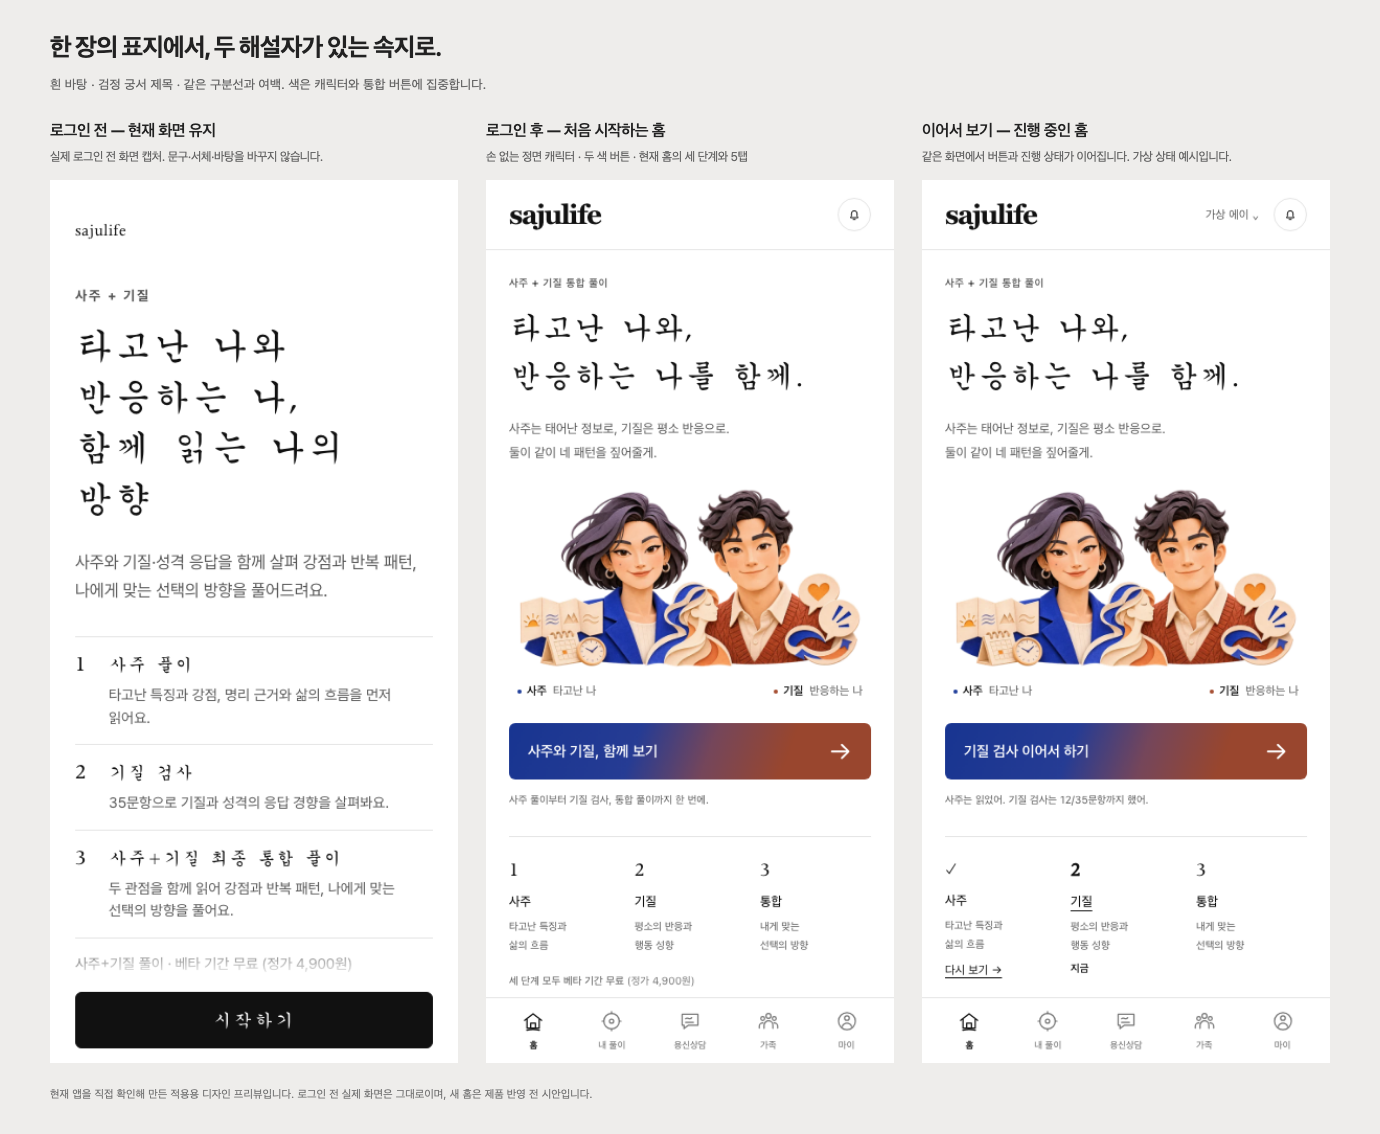 한 장의 표지에서, 두 해설자가 있는 속지로.
흰 바탕 · 검정 궁서 제목 · 같은 구분선과 여백. 색은 캐릭터와 통합 버튼에 집중합니다.
로그인 전 — 현재 화면 유지
실제 로그인 전 화면 캡처. 문구·서체·바탕을 바꾸지 않습니다.
sajulife
사주 + 기질
타고난 나와
반응하는 나,
함께 읽는 나의
방향
사주와 기질·성격 응답을 함께 살펴 강점과 반복 패턴,
나에게 맞는 선택의 방향을 풀어드려요.
1 사주 풀이
타고난 특징과 강점, 명리 근거와 삶의 흐름을 먼저
읽어요.
2 기질 검사
35문항으로 기질과 성격의 응답 경향을 살펴봐요.
3 사주+기질 최종 통합 풀이
두 관점을 함께 읽어 강점과 반복 패턴, 나에게 맞는
선택의 방향을 풀어요.
사주+기질 풀이 · 베타 기간 무료 (정가 4,900원)
시작하기
로그인 후 — 처음 시작하는 홈
손 없는 정면 캐릭터 · 두 색 버튼 · 현재 홈의 세 단계와 5탭
sajulife
사주 + 기질 통합 풀이
타고난 나와,
반응하는 나를 함께.
사주는 태어난 정보로, 기질은 평소 반응으로.
둘이 같이 네 패턴을 짚어줄게.
사주 타고난 나
기질 반응하는 나
사주와 기질, 함께 보기 →
사주 풀이부터 기질 검사, 통합 풀이까지 한 번에.
1 2 3
사주 기질 통합
타고난 특징과 평소의 반응과 내게 맞는
삶의 흐름 행동 성향 선택의 방향
세 단계 모두 베타 기간 무료 (정가 4,900원)
홈 내 풀이 용신상담 가족 마이
이어서 보기 — 진행 중인 홈
같은 화면에서 버튼과 진행 상태가 이어집니다. 가상 상태 예시입니다.
sajulife 가상 에이
사주 + 기질 통합 풀이
타고난 나와,
반응하는 나를 함께.
사주는 태어난 정보로, 기질은 평소 반응으로.
둘이 같이 네 패턴을 짚어줄게.
사주 타고난 나
기질 반응하는 나
기질 검사 이어서 하기 →
사주는 읽었어. 기질 검사는 12/35문항까지 했어.
✓ 2 3
사주 기질 통합
타고난 특징과 평소의 반응과 내게 맞는
삶의 흐름 행동 성향 선택의 방향
다시 보기 → 지금
홈 내 풀이 용신상담 가족 마이
현재 앱을 직접 확인해 만든 적용용 디자인 프리뷰입니다. 로그인 전 실제 화면은 그대로이며, 새 홈은 제품 반영 전 시안입니다.